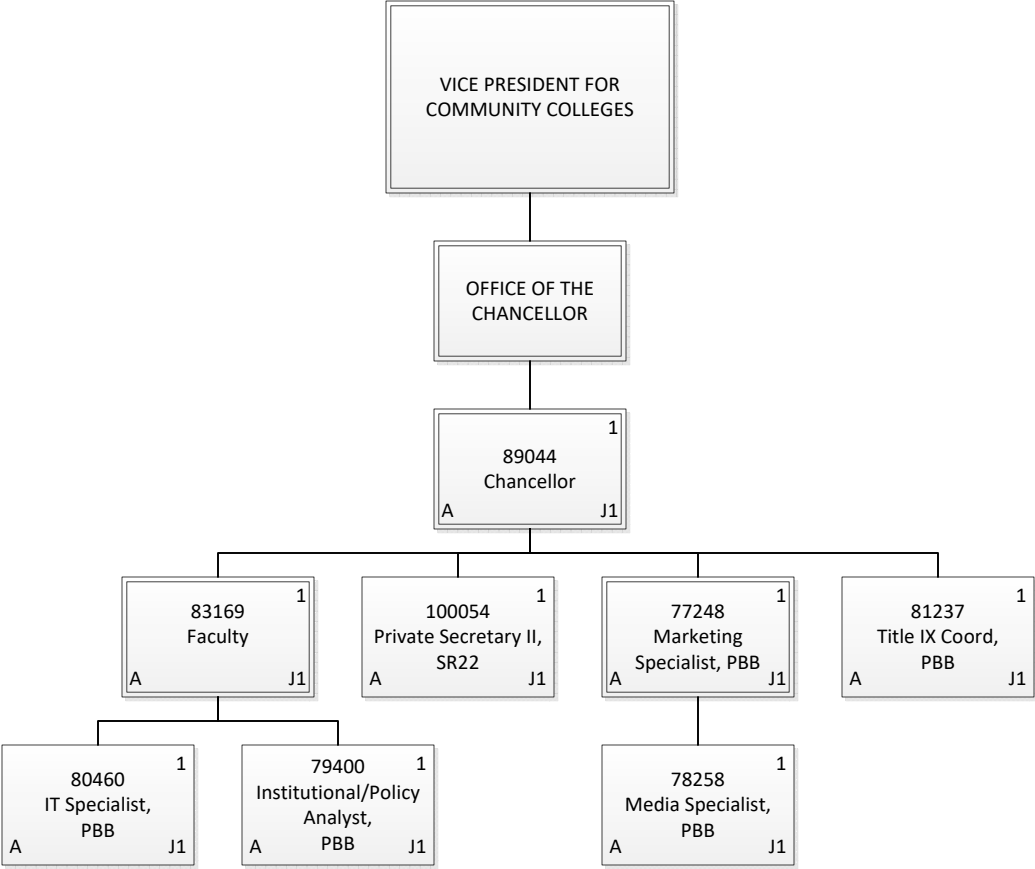 VICE PRESIDENT FOR
COMMUNITY COLLEGES
OFFICE OF THE
CHANCELLOR
1
89044
Chancellor
A J1
1
83169
Faculty
A J1
1
100054
Private Secretary II,
SR22
A J1
1
77248
Marketing
Specialist, PBB
A J1
1
81237
Title IX Coord,
PBB
A J1
1
80460
IT Specialist,
PBB
A J1
1
79400
Institutional/Policy
Analyst,
PBB
A J1
1
78258
Media Specialist,
PBB
A J1